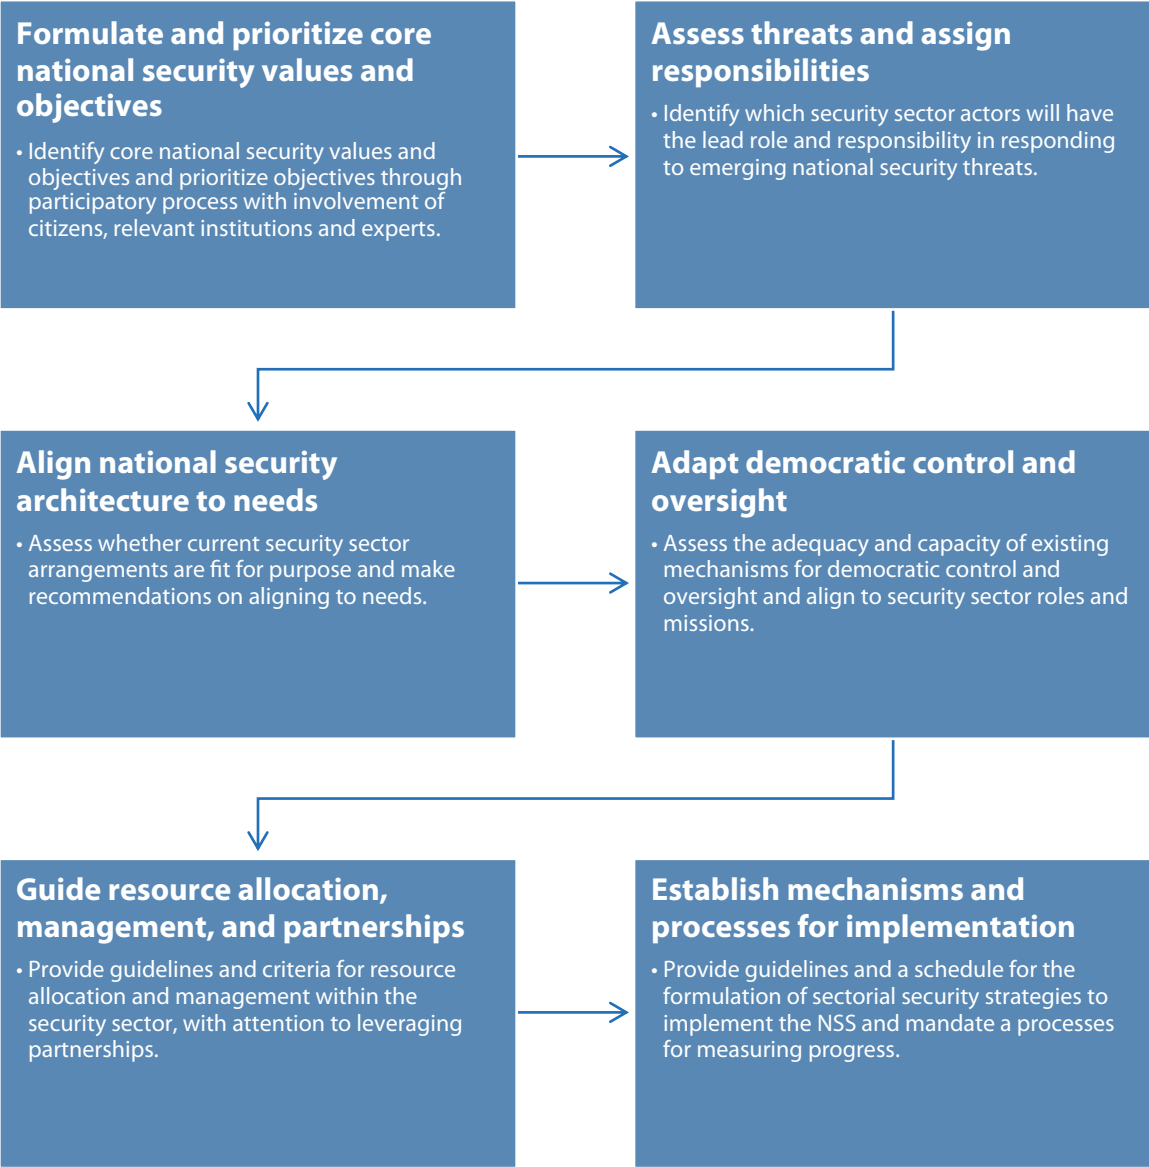 Formulate and prioritize core
national security values and
objectives
• Identify core national security values and
objectives and prioritize objectives through
participatory process with involvement of
citizens, relevant institutions and experts.
Assess threats and assign
responsibilities
• Identify which security sector actors will have
the lead role and responsibility in responding
to emerging national security threats.
Align national security
architecture to needs
• Assess whether current security sector
arrangements are fit for purpose and make
recommendations on aligning to needs.
Adapt democratic control and
oversight
• Assess the adequacy and capacity of existing
mechanisms for democratic control and
oversight and align to security sector roles and
missions.
Guide resource allocation,
management, and partnerships
• Provide guidelines and criteria for resource
allocation and management within the
security sector, with attention to leveraging
partnerships.
Establish mechanisms and
processes for implementation
• Provide guidelines and a schedule for the
formulation of sectorial security strategies to
implement the NSS and mandate a processes
for measuring progress.